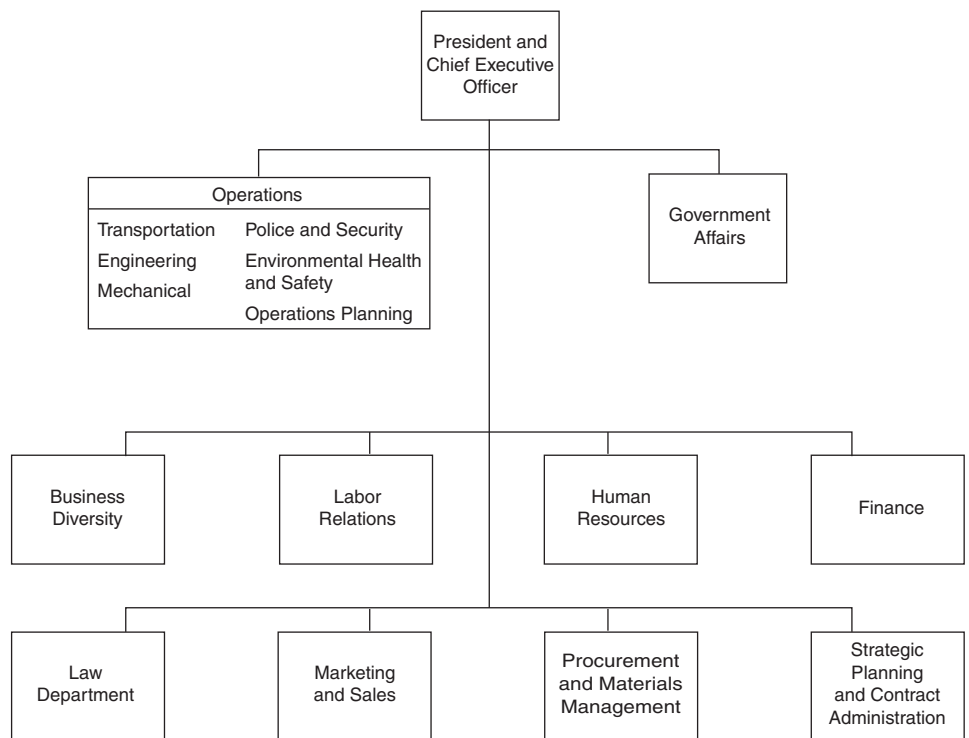 President and
Chief Executive
Officer
Operations
Transportation
Engineering
Mechanical
Police and Security
Environmental Health
and Safety
Operations Planning
Government
Affairs
Business
Diversity
Labor
Relations
Human
Resources
Finance
Law
Department
Marketing
and Sales
Procurement
and Materials
Management
Strategic
Planning
and Contract
Administration